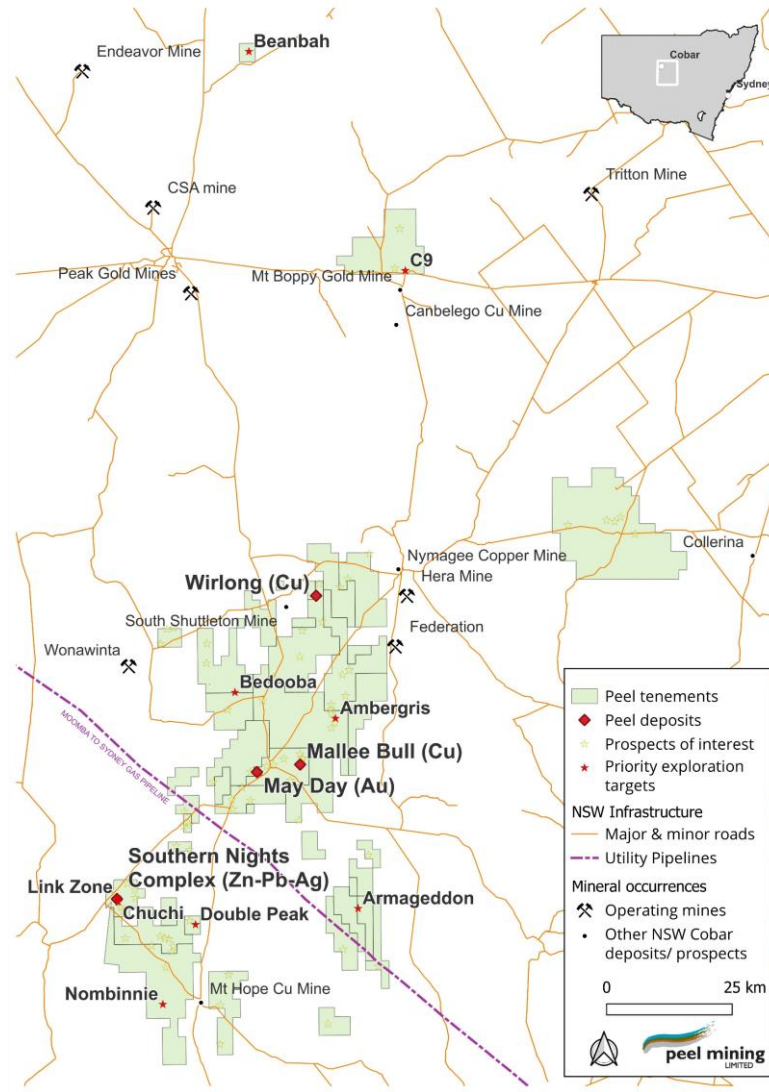 Endeavor Mine
Beanbah
Cobar
Sydney
CSA mine
Tritton Mine
C9
Peak Gold Mines
Mt Boppy Gold Mine
Canbelego Cu Mine
Collerina
Nymagee Copper Mine
Wirlong (Cu)
Hera Mine
South Shuttleton Mine
Federation
Wonawinta
Bedooba
Ambergris
MOOMBA TO SYDNEY GAS PIPELINE
Mallee Bull (Cu)
May Day (Au)
Southern Nights
Complex (Zn-Pb-Ag)
Link Zone
Chuchi
Double Peak
Armageddon
Nombinnie
Mt Hope Cu Mine
Peel tenements
Peel deposits
Prospects of interest
Priority exploration
targets
NSW Infrastructure
Major & minor roads
Utility Pipelines
Mineral occurrences
Operating mines
Other NSW Cobar
deposits/ prospects
0 25 km
peel mining
LIMITED